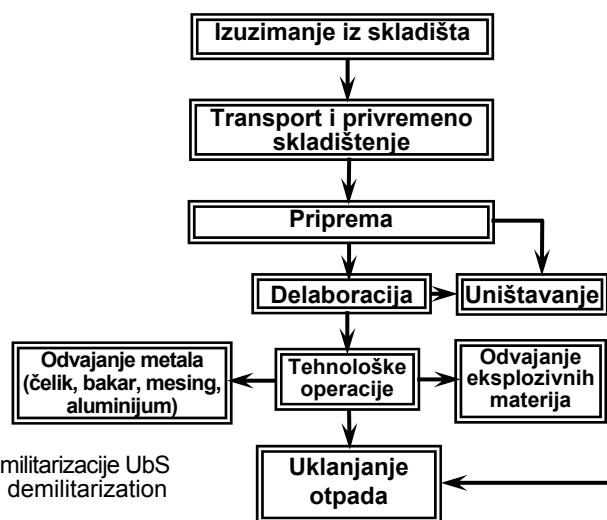 Izuzimanje iz skladišta
Transport i privremeno
skladištenje
Priprema
Delaboracija
Uništavanje
Odvajanje metala
(čelik, bakar, mesing,
aluminijum)
Tehnološke
operacije
Odvajanje
eksplozivnih
materija
militarizacije UbS
demilitarization
Uklanjanje
otpada